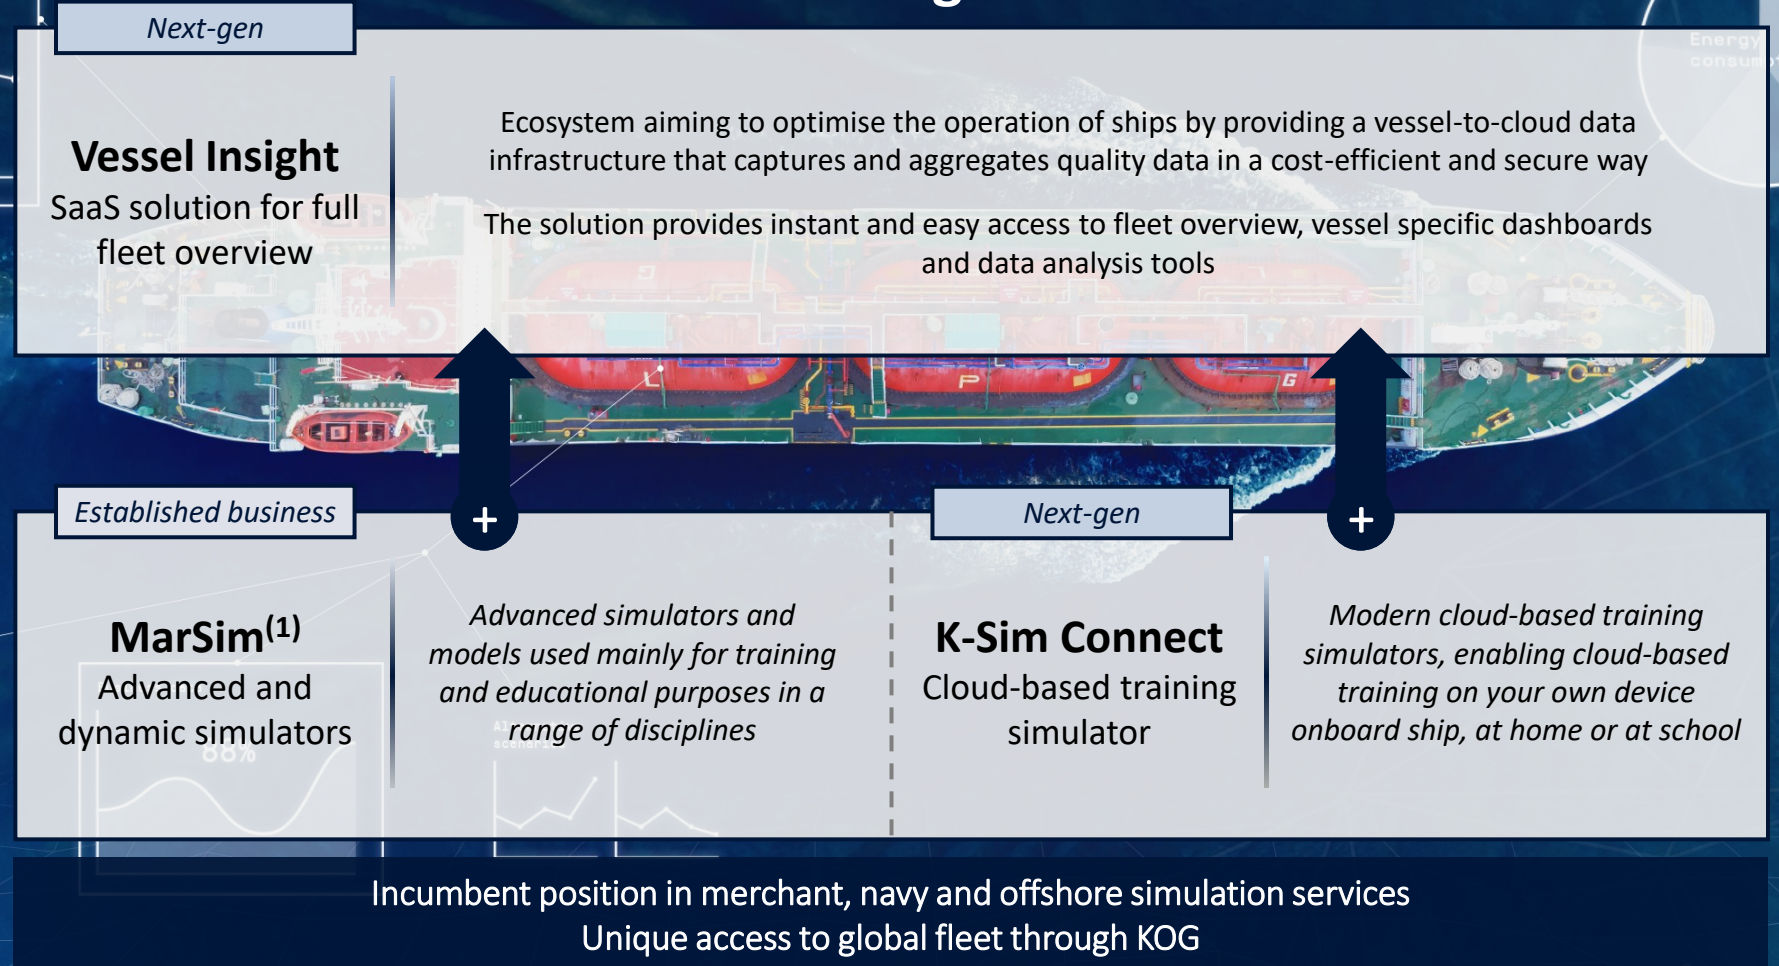 Next-gen
Energy
Vessel Insight
SaaS solution for full
fleet overview
Ecosystem aiming to optimise the operation of ships by providing a vessel-to-cloud data
infrastructure that captures and aggregates quality data in a cost-efficient and secure way
The solution provides instant and easy access to fleet overview, vessel specific dashboards
and data analysis tools
L
P
G
Established business
+
Next-gen
+
MarSim(1)
Advanced and
dynamic simulators
Advanced simulators and
models used mainly for training
and educational purposes in a
range of disciplines
88%
K-Sim Connect
Cloud-based training
simulator
Modern cloud-based training
simulators, enabling cloud-based
training on your own device
onboard ship, at home or at school
Incumbent position in merchant, navy and offshore simulation services
Unique access to global fleet through KOG